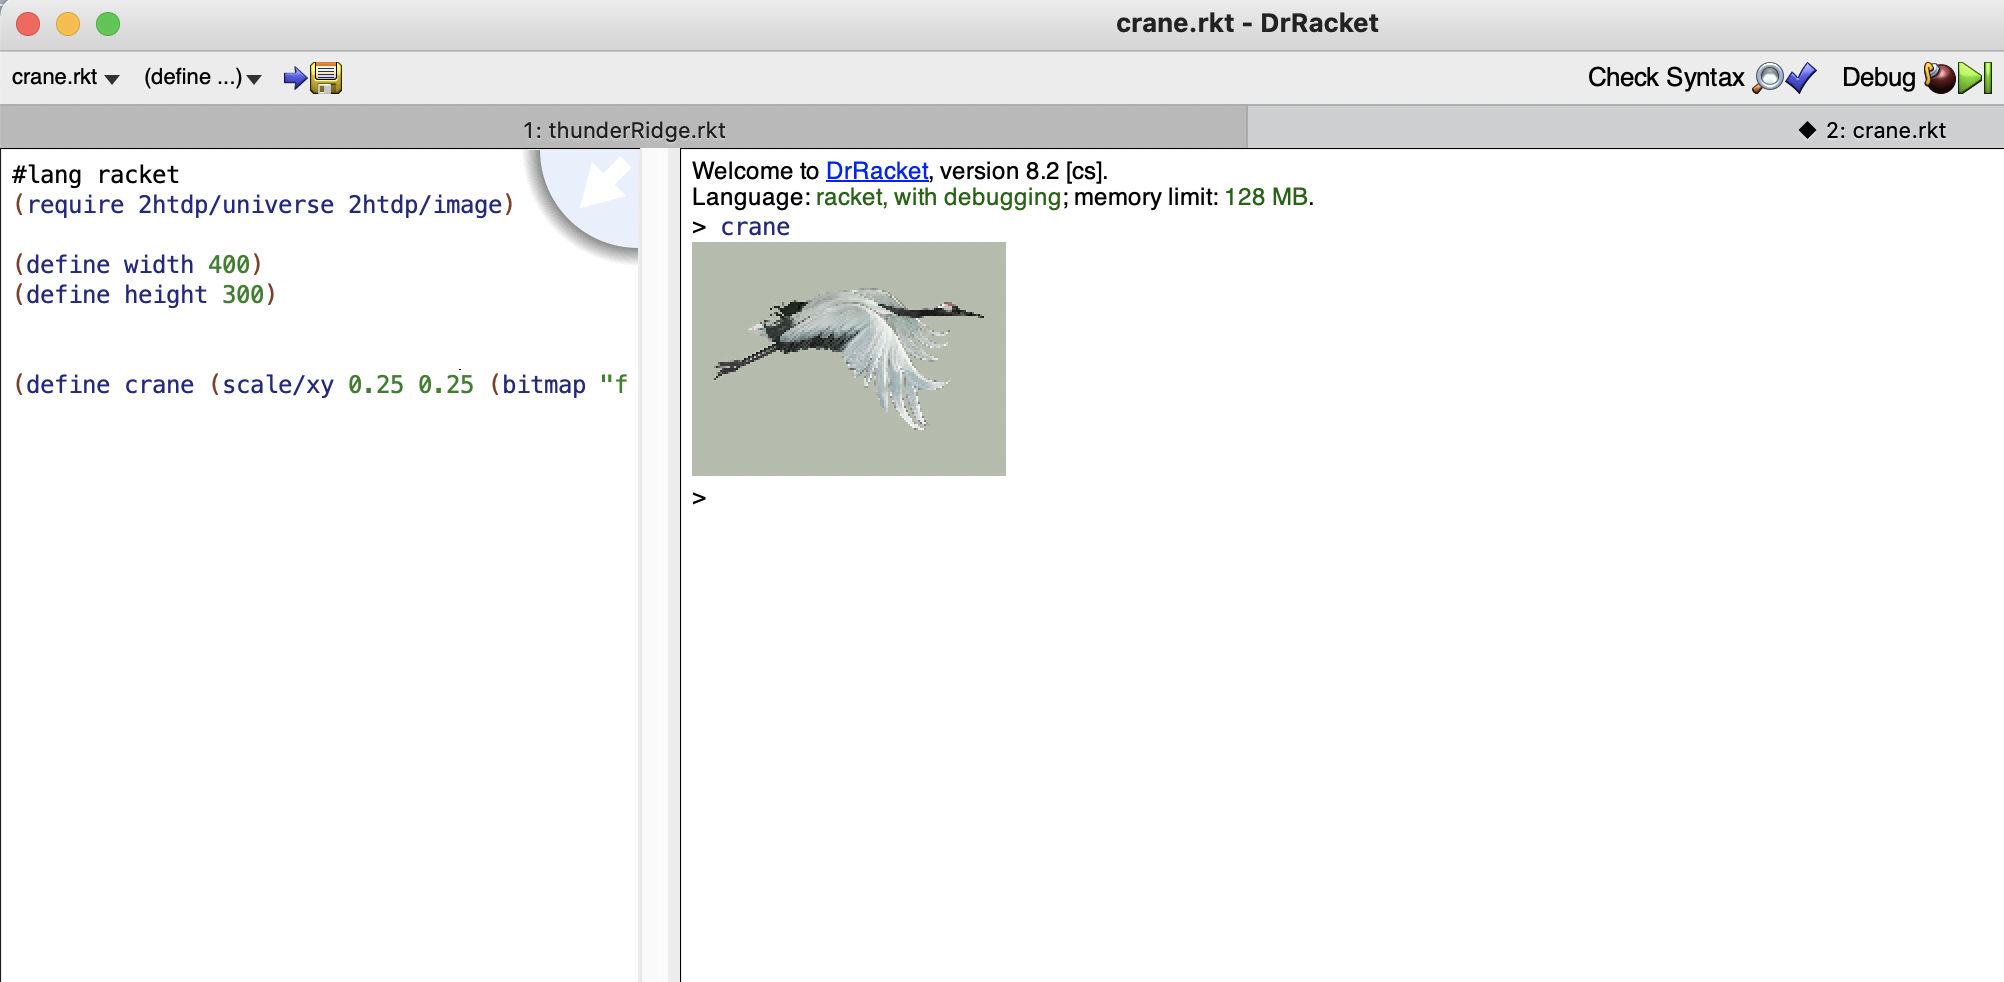 crane.rkt - DrRacket
crane.rkt (define ...) Check Syntax Debug
1: thunderRidge.rkt ◆ 2: crane.rkt
#lang racket
(require 2htdp/universe 2htdp/image)
(define width 400)
(define height 300)
(define crane (scale/xy 0.25 0.25 (bitmap "f
Welcome to DrRacket, version 8.2 [cs].
Language: racket, with debugging; memory limit: 128 MB.
> crane
>